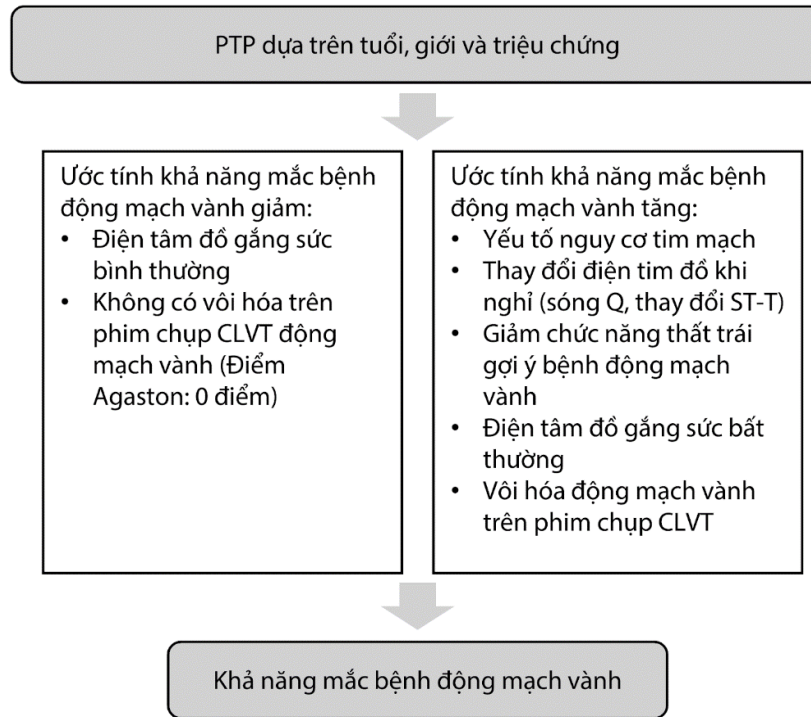 PTP dựa trên tuổi, giới và triệu chứng
Ước tính khả năng mắc bệnh
động mạch vành giảm:
• Điện tâm đồ gắng sức
bình thường
• Không có vôi hóa trên
phim chụp CLVT động
mạch vành (Điểm
Agaston: 0 điểm)
Ước tính khả năng mắc bệnh
động mạch vành tăng:
• Yếu tố nguy cơ tim mạch
• Thay đổi điện tim đồ khi
nghỉ (sóng Q, thay đổi ST-T)
• Giảm chức năng thất trái
gợi ý bệnh động mạch
vành
• Điện tâm đồ gắng sức bất
thường
• Vôi hóa động mạch vành
trên phim chụp CLVT
Khả năng mắc bệnh động mạch vành